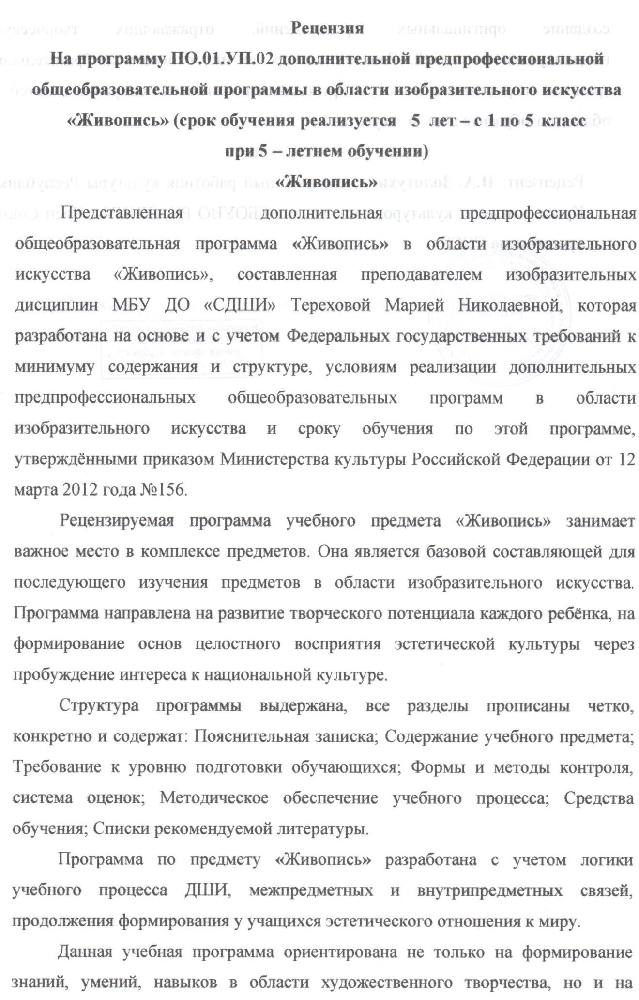 Рецензия
На программу ПО.01.УП.02 дополнительной предпрофессиональной
общеобразовательной программы в области изобразительного искусства
«Живопись» (срок обучения реализуется 5 лет – с 1 по 5 класс
при 5 – летнем обучении)
«Живопись»
Представленная дополнительная предпрофессиональная
общеобразовательная программа «Живопись» в области изобразительного
искусства «Живопись», составленная преподавателем изобразительных
дисциплин МБУ ДО «СДШИ» Тереховой Марией Николаевной, которая
разработана на основе и с учетом Федеральных государственных требований к
минимуму содержания и структуре, условиям реализации дополнительных
предпрофессиональных общеобразовательных программ в области
изобразительного искусства и сроку обучения по этой программе,
утверждёнными приказом Министерства культуры Российской Федерации от 12
марта 2012 года №156.
Рецензируемая программа учебного предмета «Живопись» занимает
важное место в комплексе предметов. Она является базовой составляющей для
последующего изучения предметов в области изобразительного искусства.
Программа направлена на развитие творческого потенциала каждого ребёнка, на
формирование основ целостного восприятия эстетической культуры через
пробуждение интереса к национальной культуре.
Структура программы выдержана, все разделы прописаны четко,
конкретно и содержат: Пояснительная записка; Содержание учебного предмета;
Требование к уровню подготовки обучающихся; Формы и методы контроля,
система оценок; Методическое обеспечение учебного процесса; Средства
обучения; Списки рекомендуемой литературы.
Программа по предмету «Живопись» разработана с учетом логики
учебного процесса ДШИ, межпредметных и внутрипредметных связей,
продолжения формирования у учащихся эстетического отношения к миру.
Данная учебная программа ориентирована не только на формирование
знаний, умений, навыков в области художественного творчества, но и на